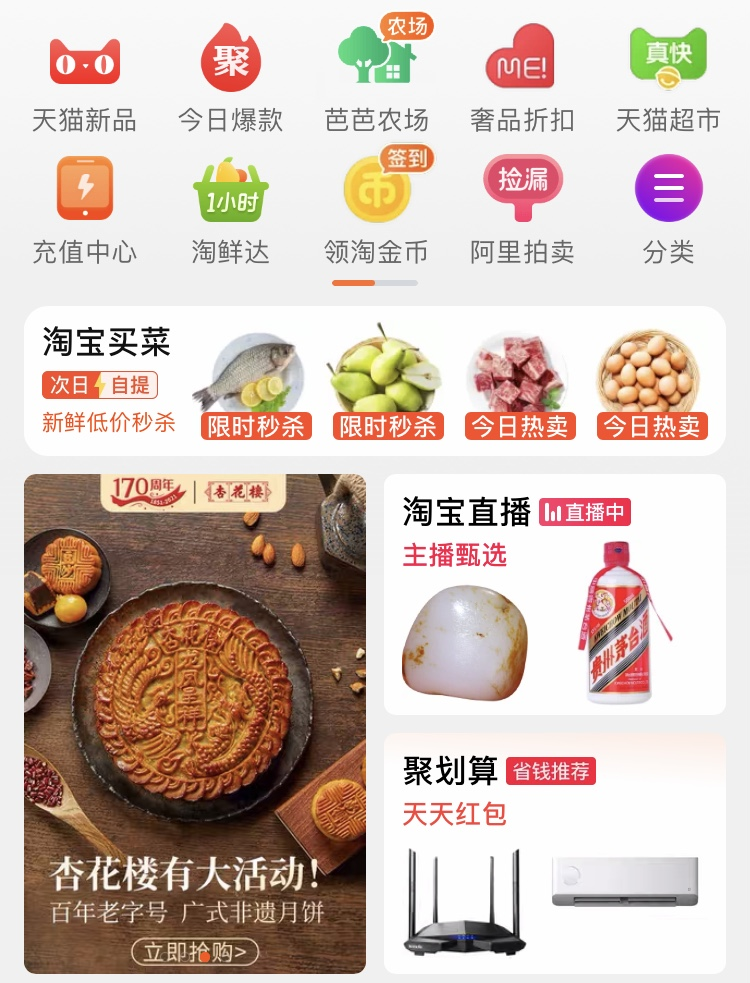 农场
聚
ME!
真快
天猫新品
今日爆款
芭芭农场
奢品折扣
天猫超市
签到
1小时
币
捡漏
充值中心
淘鲜达
领淘金币
阿里拍卖
分类
淘宝买菜
次日
自提
新鲜低价秒杀
限时秒杀
限时秒杀
今日热卖
今日热卖
170周年
1851-2021
杏花楼
杏花楼有大活动!
百年老字号 广式非遗月饼
立即抢购>
淘宝直播
直播中
主播甄选
贵州茅台酒
聚划算
省钱推荐
天天红包